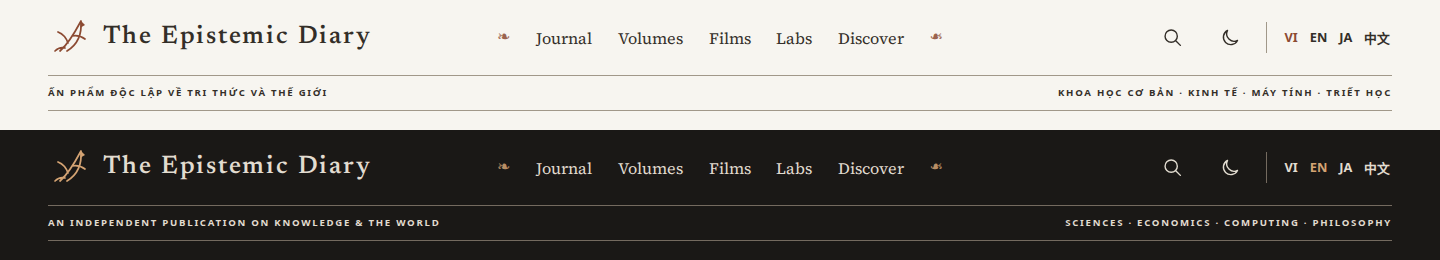 The Epistemic Diary ❧ Journal Volumes Films Labs Discover ☙ VI EN JA 中文
ẤN PHẨM ĐỘC LẬP VỀ TRI THỨC VÀ THẾ GIỚI KHOA HỌC CƠ BẢN · KINH TẾ · MÁY TÍNH · TRIẾT HỌC
The Epistemic Diary ❧ Journal Volumes Films Labs Discover ☙ VI EN JA 中文
AN INDEPENDENT PUBLICATION ON KNOWLEDGE & THE WORLD SCIENCES · ECONOMICS · COMPUTING · PHILOSOPHY